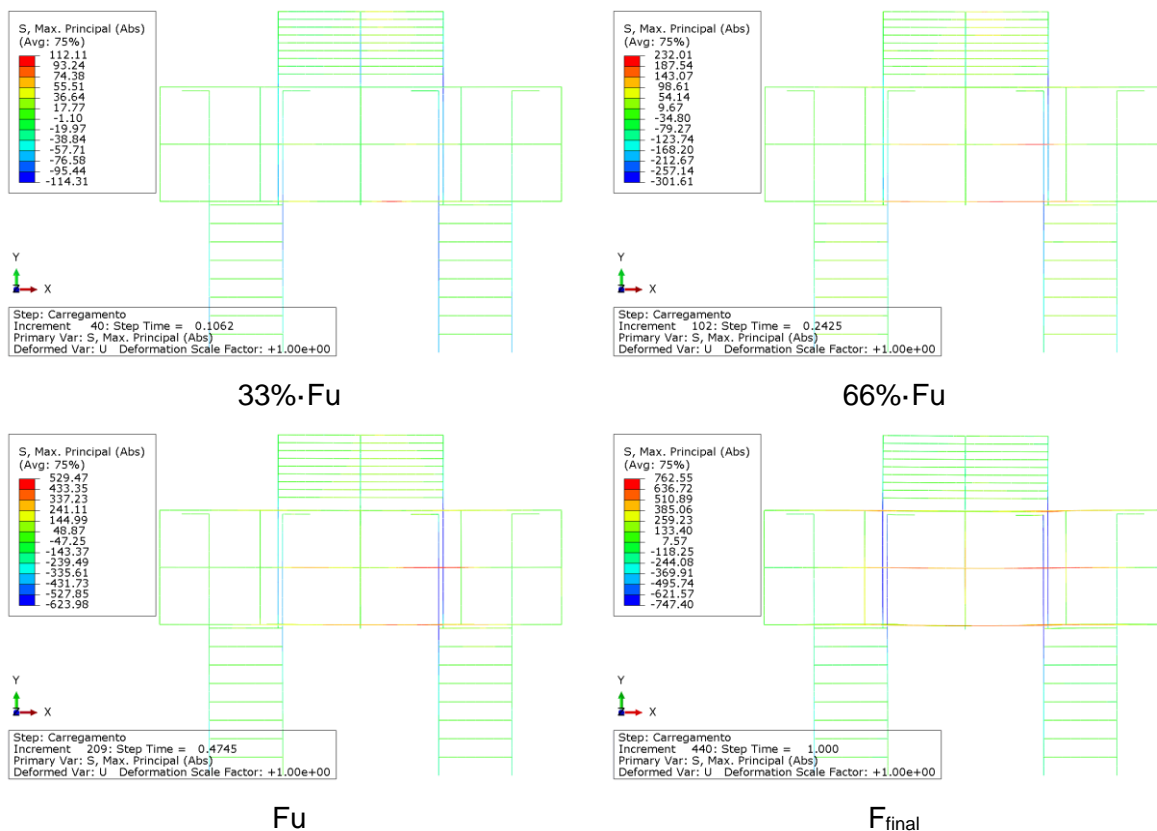 S, Max. Principal (Abs)
(Avg: 75%)
112.11
93.24
74.38
55.51
36.64
17.77
-1.10
-19.97
-38.84
-57.71
-76.58
-95.44
-114.31
Y
X
Z
Step: Carregamento
Increment 40: Step Time = 0.1062
Primary Var: S, Max. Principal (Abs)
Deformed Var: U Deformation Scale Factor: +1.00e+00
33%·Fu
S, Max. Principal (Abs)
(Avg: 75%)
232.01
187.54
143.07
98.61
54.14
9.67
-34.80
-79.27
-123.74
-168.20
-212.67
-257.14
-301.61
Y
X
Z
Step: Carregamento
Increment 102: Step Time = 0.2425
Primary Var: S, Max. Principal (Abs)
Deformed Var: U Deformation Scale Factor: +1.00e+00
66%·Fu
S, Max. Principal (Abs)
(Avg: 75%)
529.47
433.35
337.23
241.11
144.99
48.87
-47.25
-143.37
-239.49
-335.61
-431.73
-527.85
-623.98
Y
X
Z
Step: Carregamento
Increment 209: Step Time = 0.4745
Primary Var: S, Max. Principal (Abs)
Deformed Var: U Deformation Scale Factor: +1.00e+00
Fu
S, Max. Principal (Abs)
(Avg: 75%)
762.55
636.72
510.89
385.06
259.23
133.40
7.57
-118.25
-244.08
-369.91
-495.74
-621.57
-747.40
Y
X
Z
Step: Carregamento
Increment 440: Step Time = 1.000
Primary Var: S, Max. Principal (Abs)
Deformed Var: U Deformation Scale Factor: +1.00e+00
Ffinal